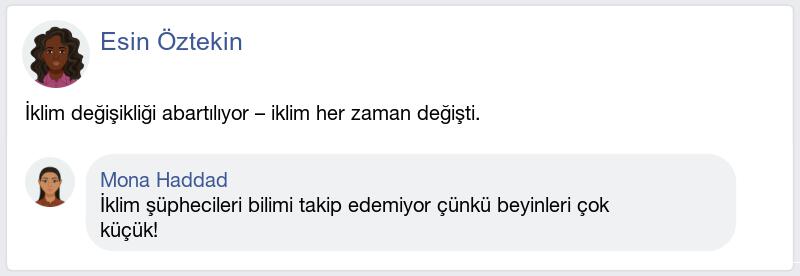 Esin Öztekin
İklim değişikliği abartılıyor – iklim her zaman değişti.
Mona Haddad
İklim şüphecileri bilimi takip edemiyor çünkü beyinleri çok
küçük!